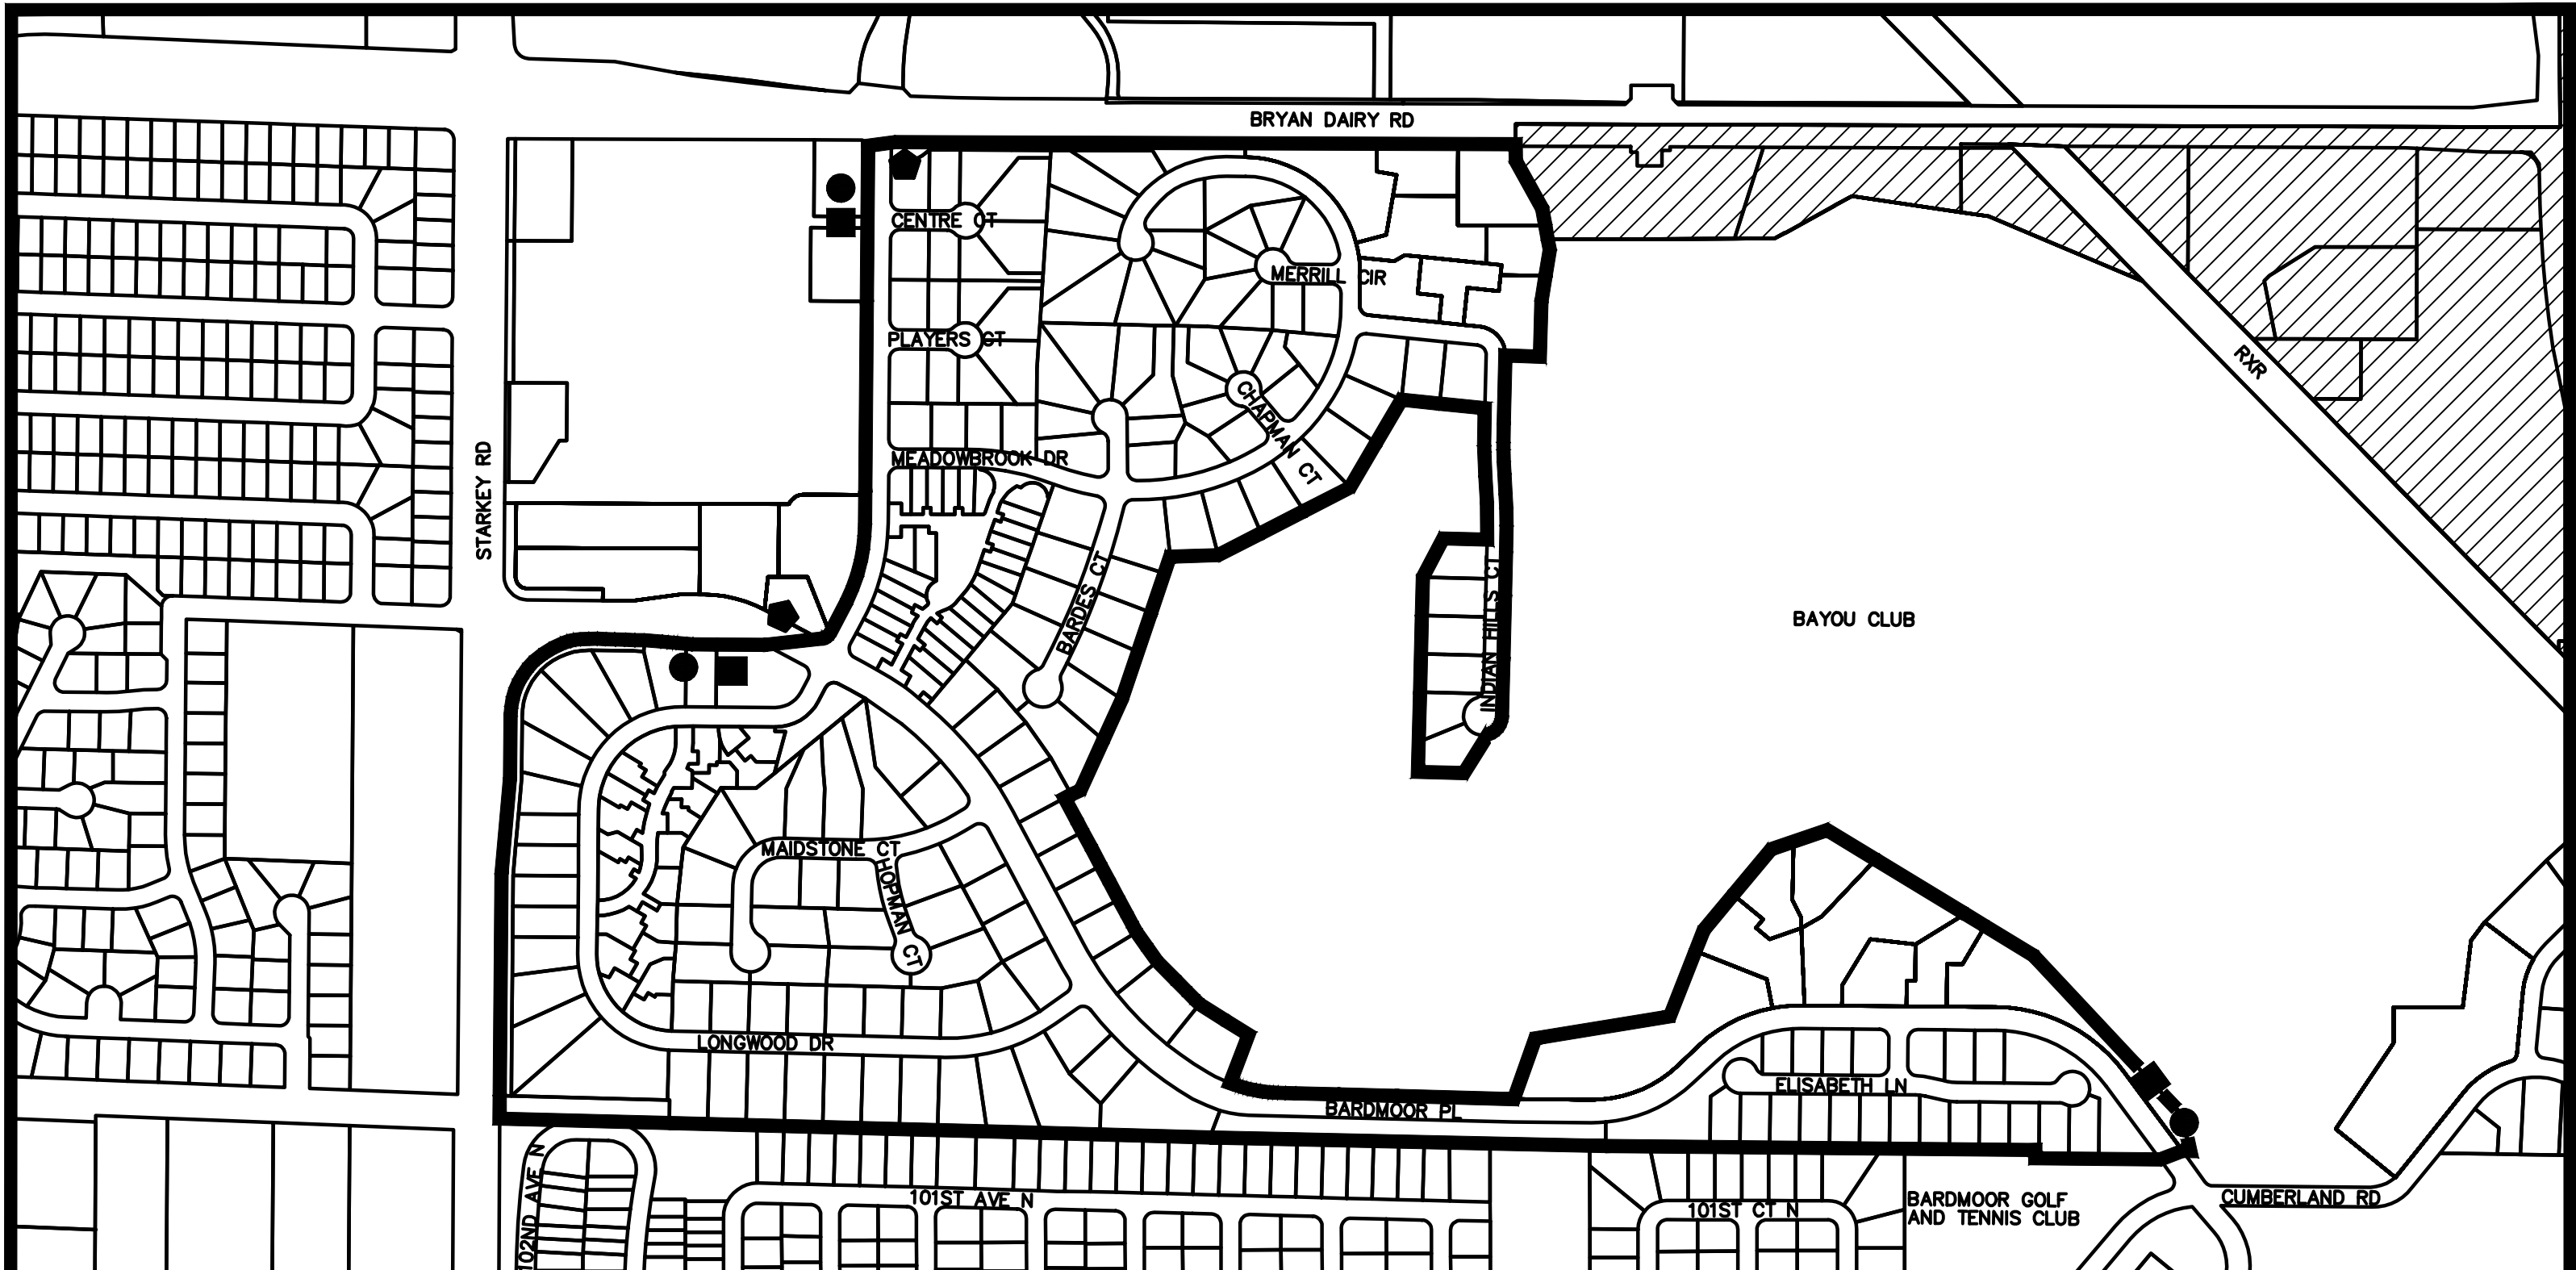 BRYAN DAIRY RD
CENTRE CT
MERRILL CIR
PLAYERS CT
RXR
CHAPMAN CT
STARKEY RD
MEADOWBROOK DR
BARDES CT
INDIAN HILLS CT
BAYOU CLUB
MAIDSTONE CT
HOPMAN CT
LONGWOOD DR
ELISABETH LN
BARDMOOR PL
102ND AVE N
101ST AVE N
101ST CT N
BARDMOOR GOLF
AND TENNIS CLUB
CUMBERLAND RD